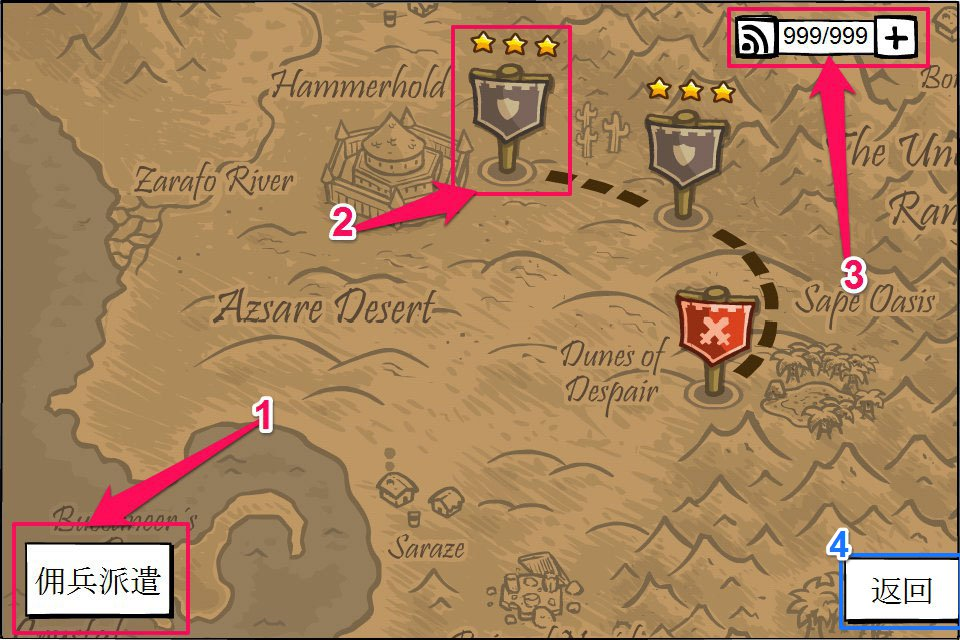 999/999
Hammerhold
2
Zarafo River
The Un
Ran
3
Azsare Desert
Sape Oasis
Dunes of
Despair
1
Saraze
4
佣兵派遣
返回